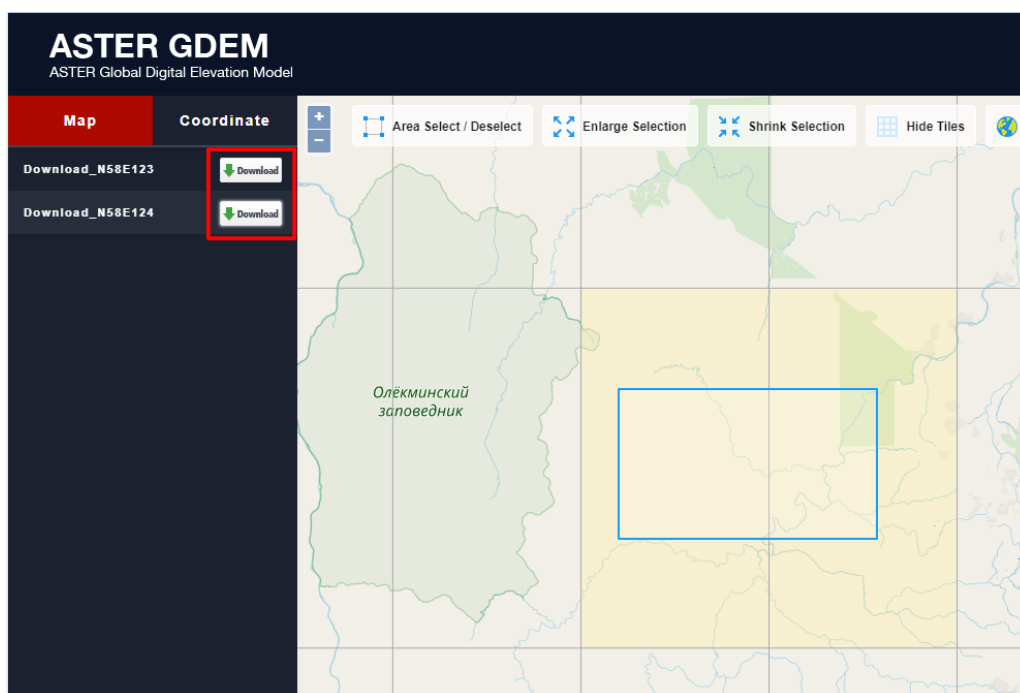 ASTER GDEM
ASTER Global Digital Elevation Model
Map
Coordinate
+
−
Area Select / Deselect
Enlarge Selection
Shrink Selection
Hide Tiles
Download_N58E123
Download
Download_N58E124
Download
Олёкминский
заповедник